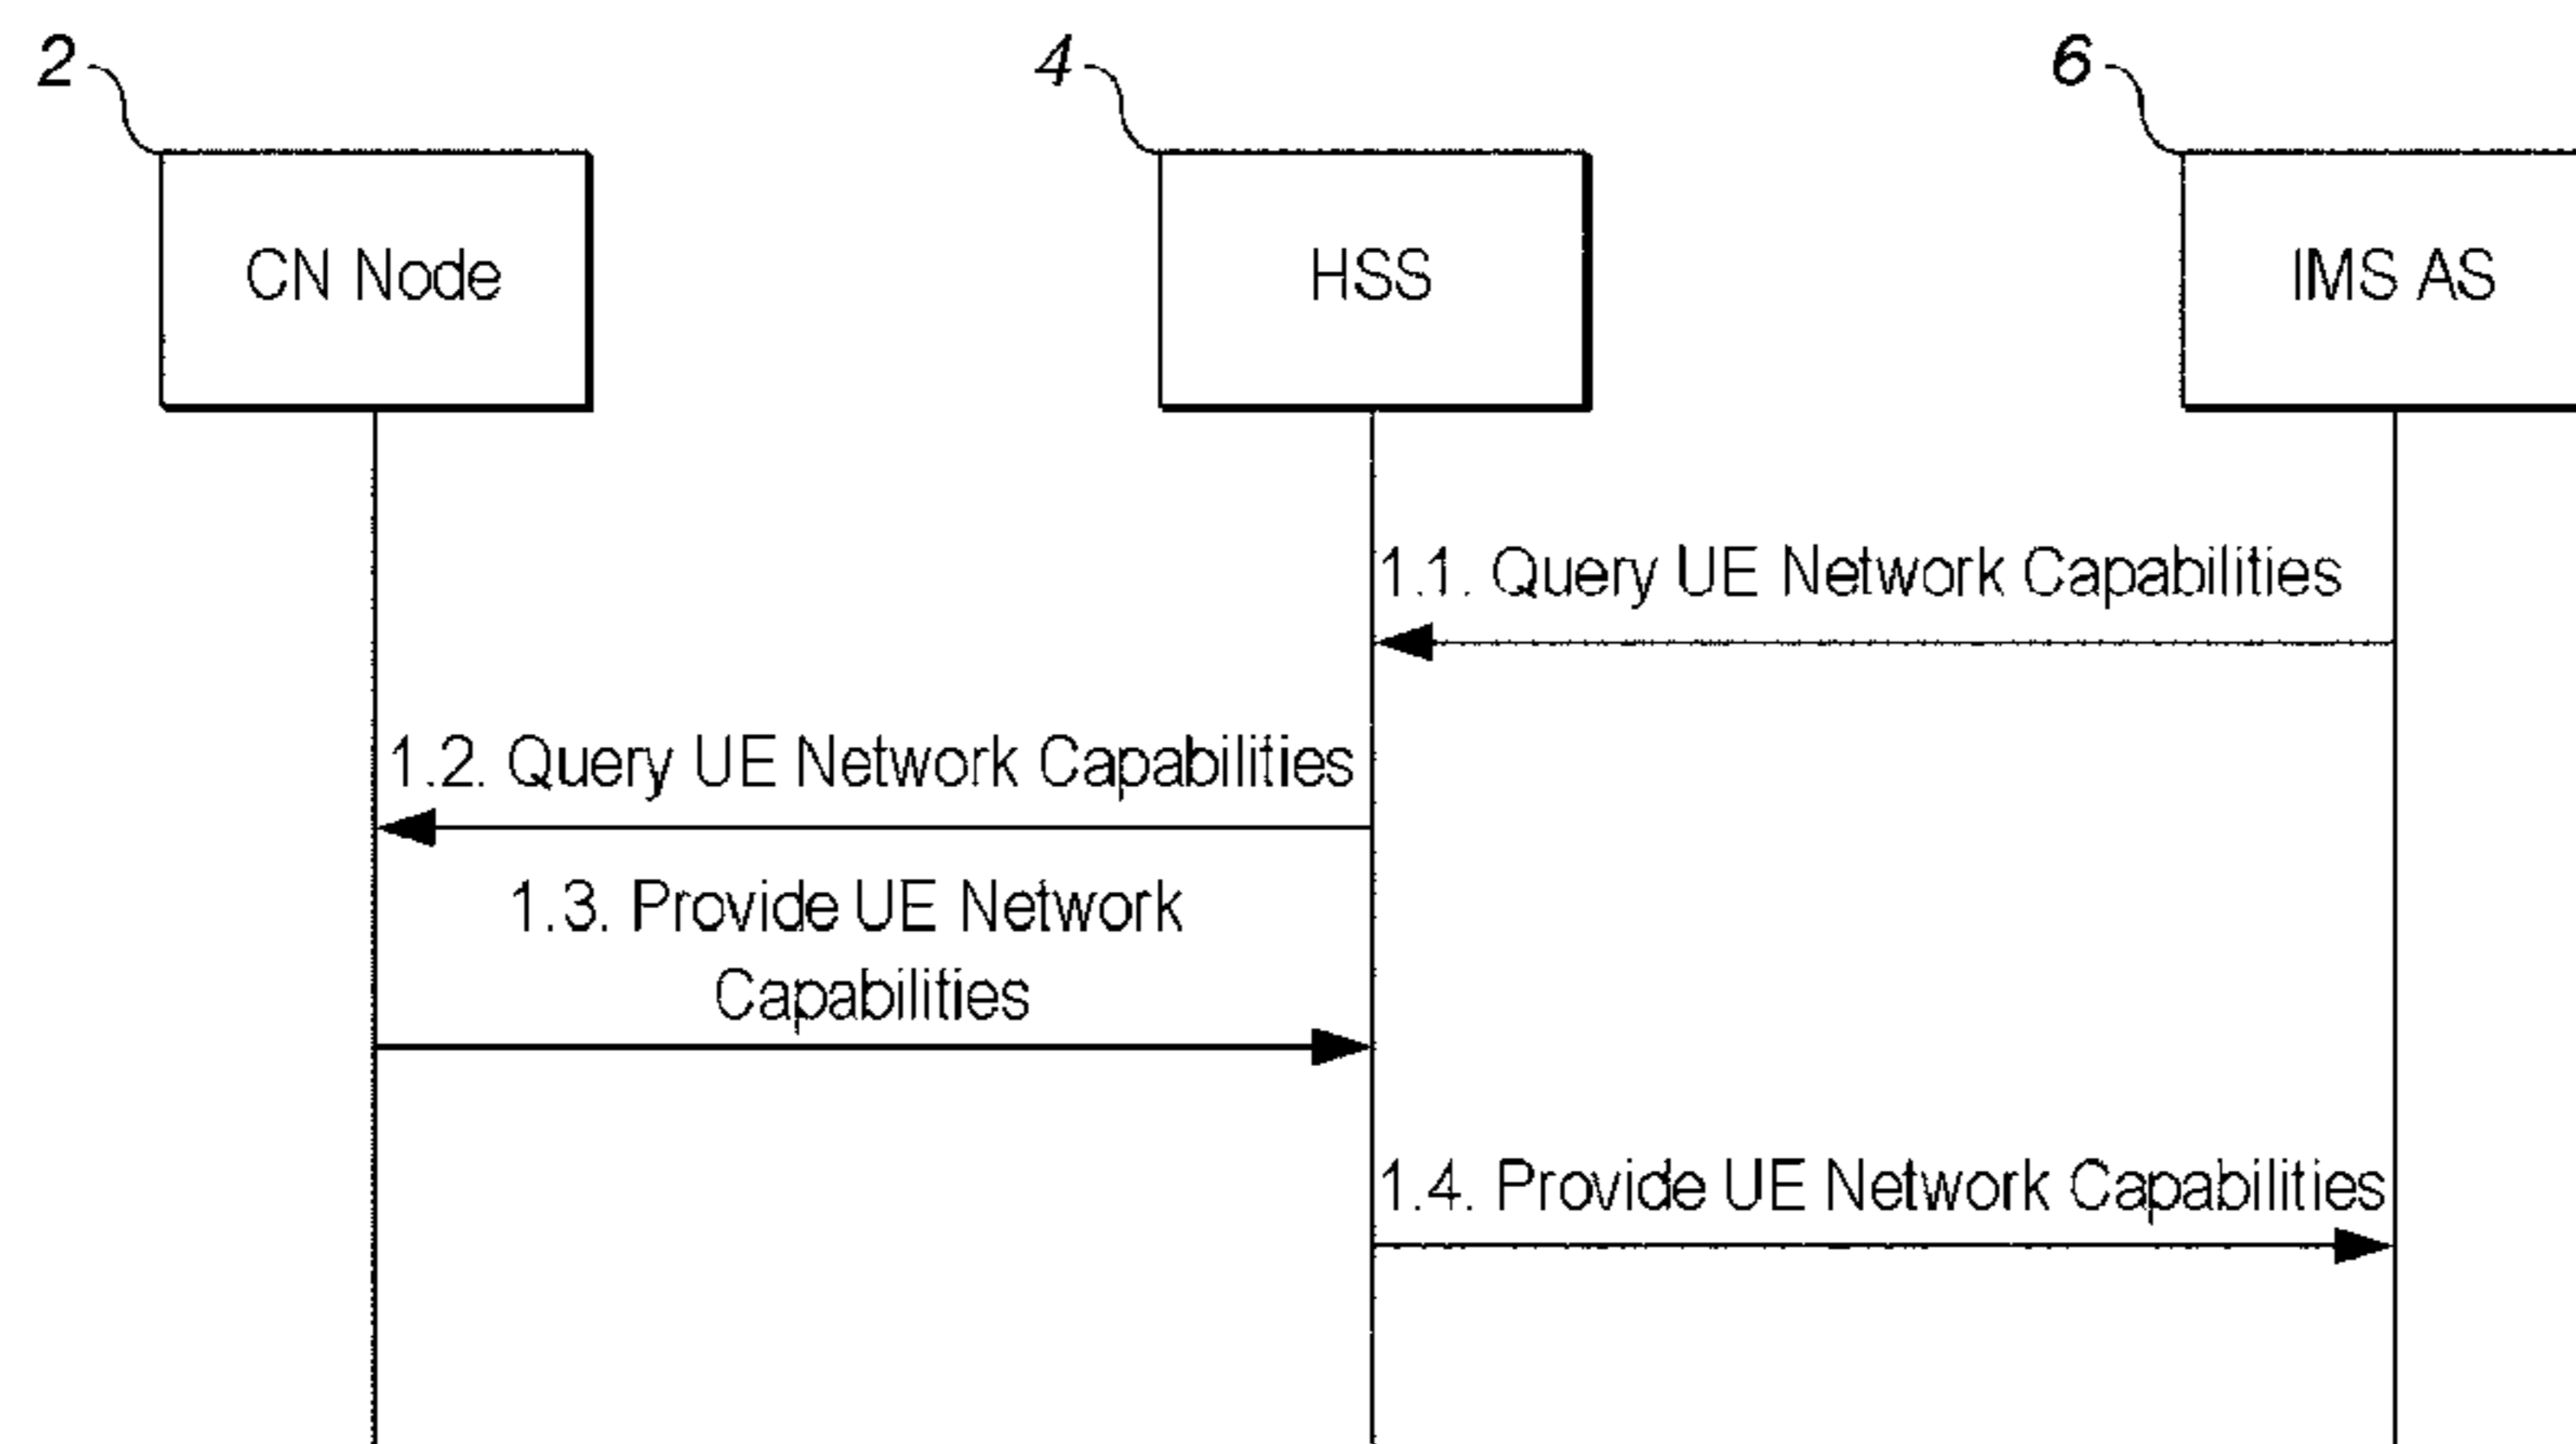 2
4
6
CN Node
HSS
IMS AS
1.1. Query UE Network Capabilities
1.2. Query UE Network Capabilities
1.3. Provide UE Network
Capabilities
1.4. Provide UE Network Capabilities